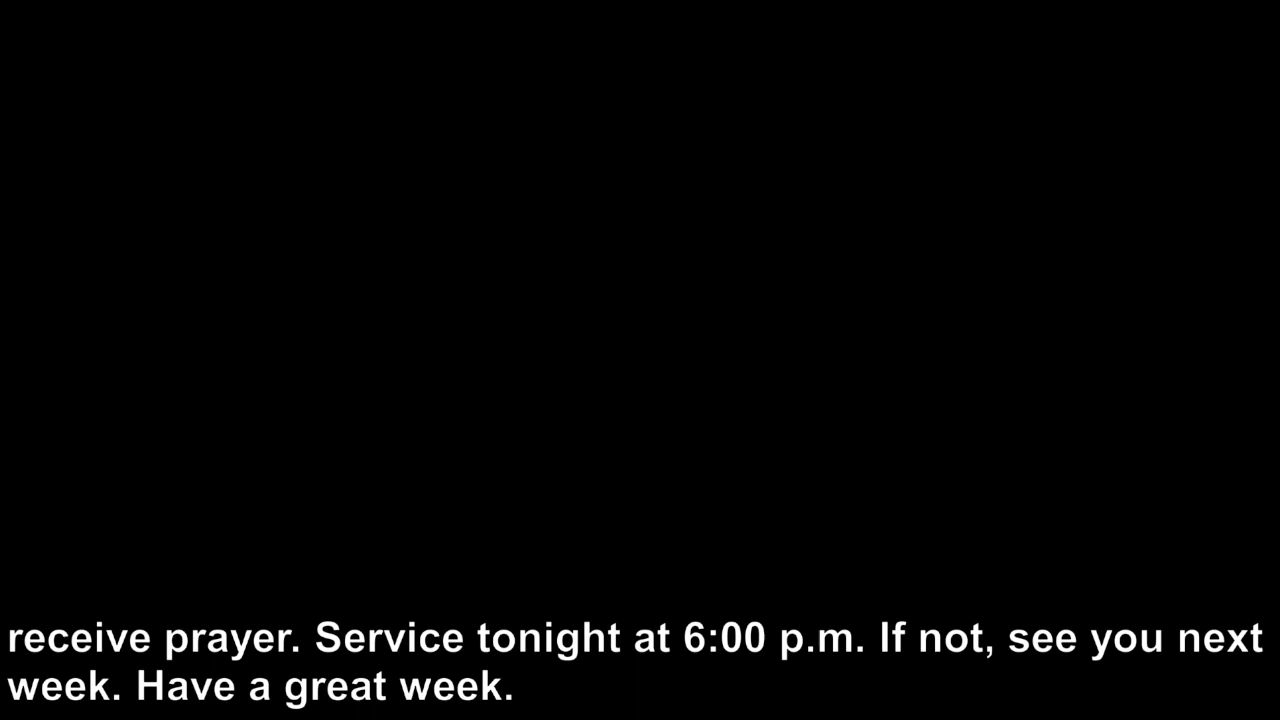 receive prayer. Service tonight at 6:00 p.m. If not, see you next
week. Have a great week.